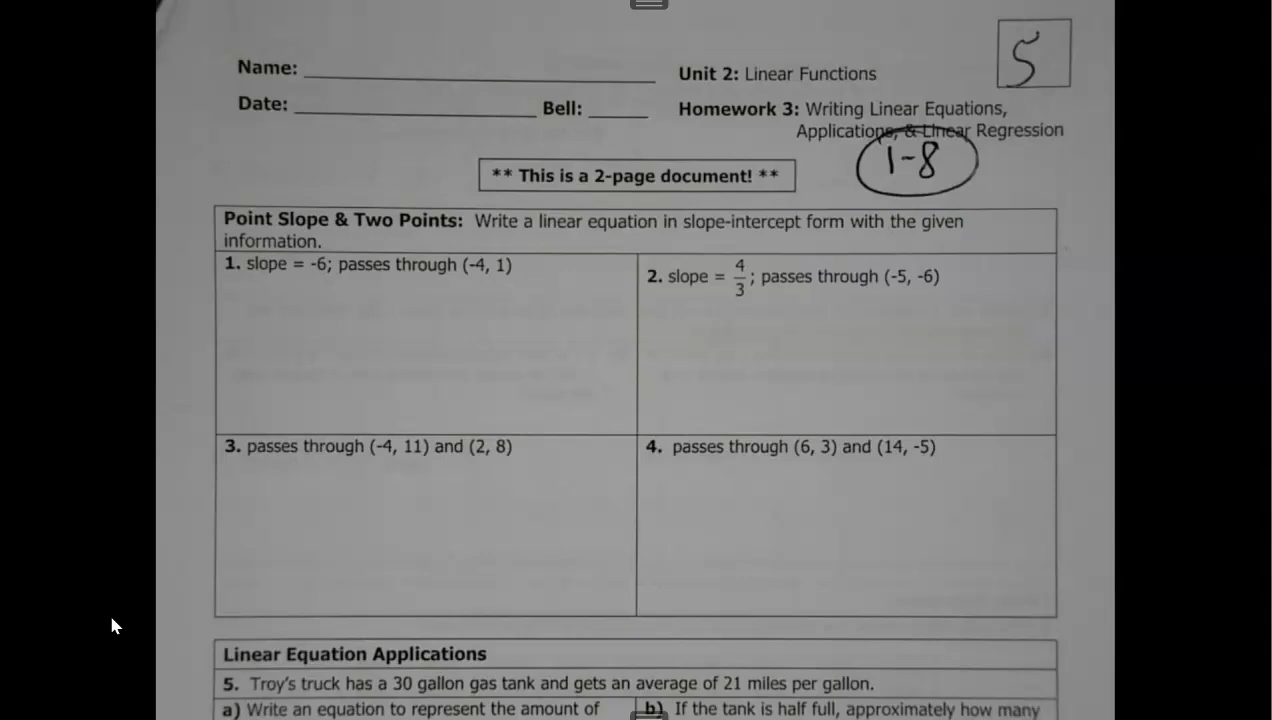 Name:
Date: Bell:
Unit 2: Linear Functions
Homework 3: Writing Linear Equations,
Applications, & Linear Regression
5
1-8
** This is a 2-page document! **
Point Slope & Two Points: Write a linear equation in slope-intercept form with the given
information.
1. slope = -6; passes through (-4, 1)
2. slope = 4/3; passes through (-5, -6)
3. passes through (-4, 11) and (2, 8)
4. passes through (6, 3) and (14, -5)
Linear Equation Applications
5. Troy's truck has a 30 gallon gas tank and gets an average of 21 miles per gallon.
a) Write an equation to represent the amount of
b) If the tank is half full, approximately how many